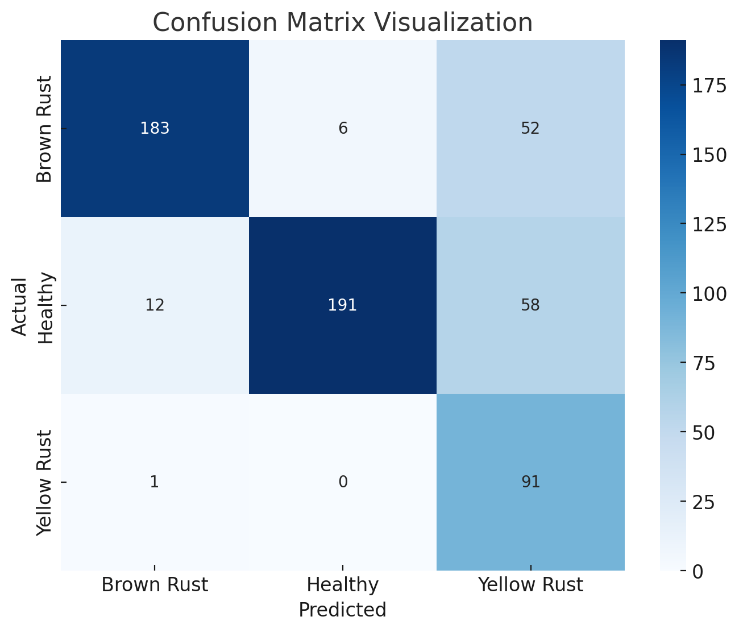 Confusion Matrix Visualization
Brown Rust
183
6
52
Actual
Healthy
12
191
58
Yellow Rust
1
0
91
Brown Rust
Healthy
Yellow Rust
Predicted
175
150
125
100
75
50
25
0